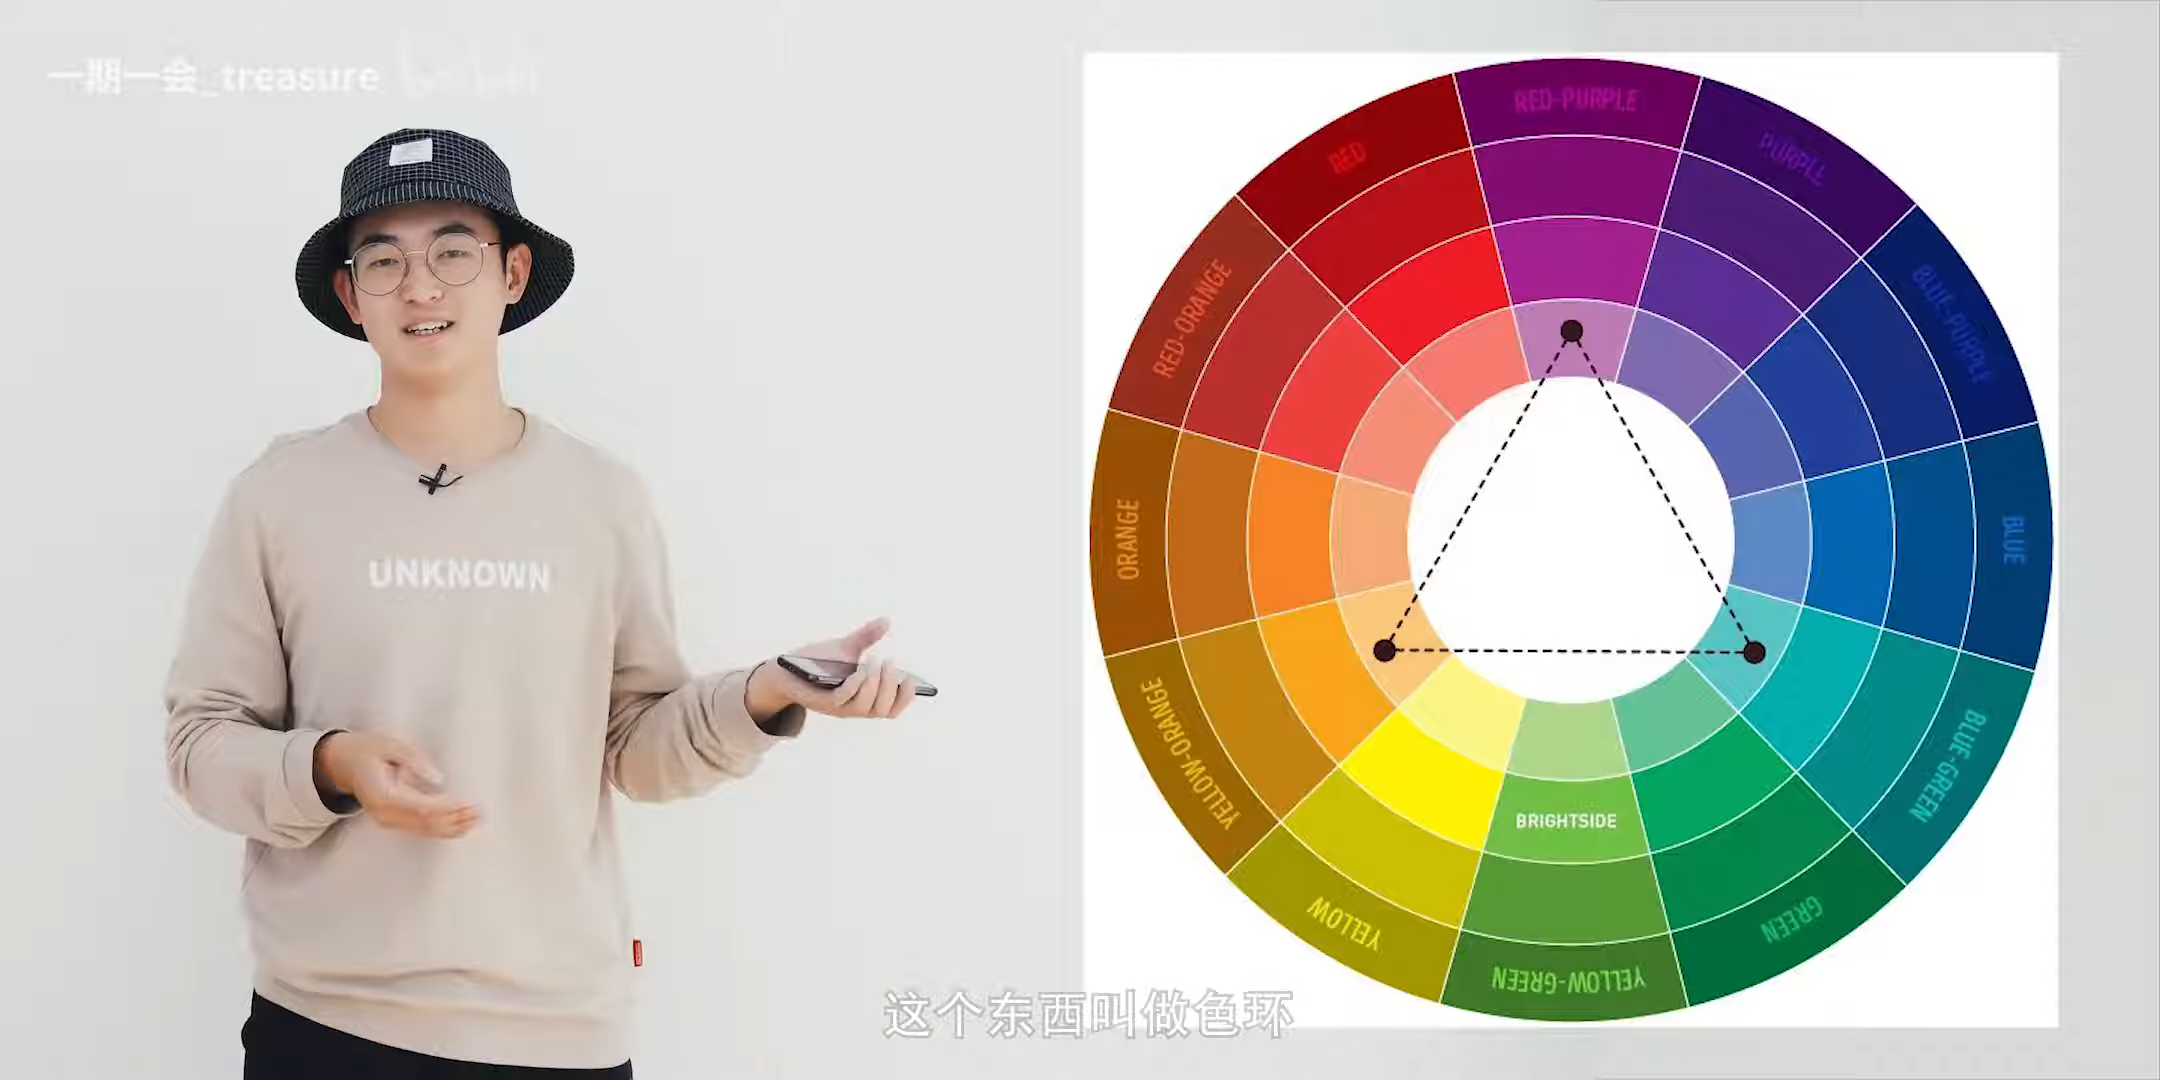 一期一会_treasure
UNKNOWN
RED-PURPLE
PURPLE
BLUE-PURPLE
BLUE
BLUE-GREEN
GREEN
YELLOW-GREEN
YELLOW
YELLOW-ORANGE
ORANGE
RED-ORANGE
RED
BRIGHTSIDE
这个东西叫做色环